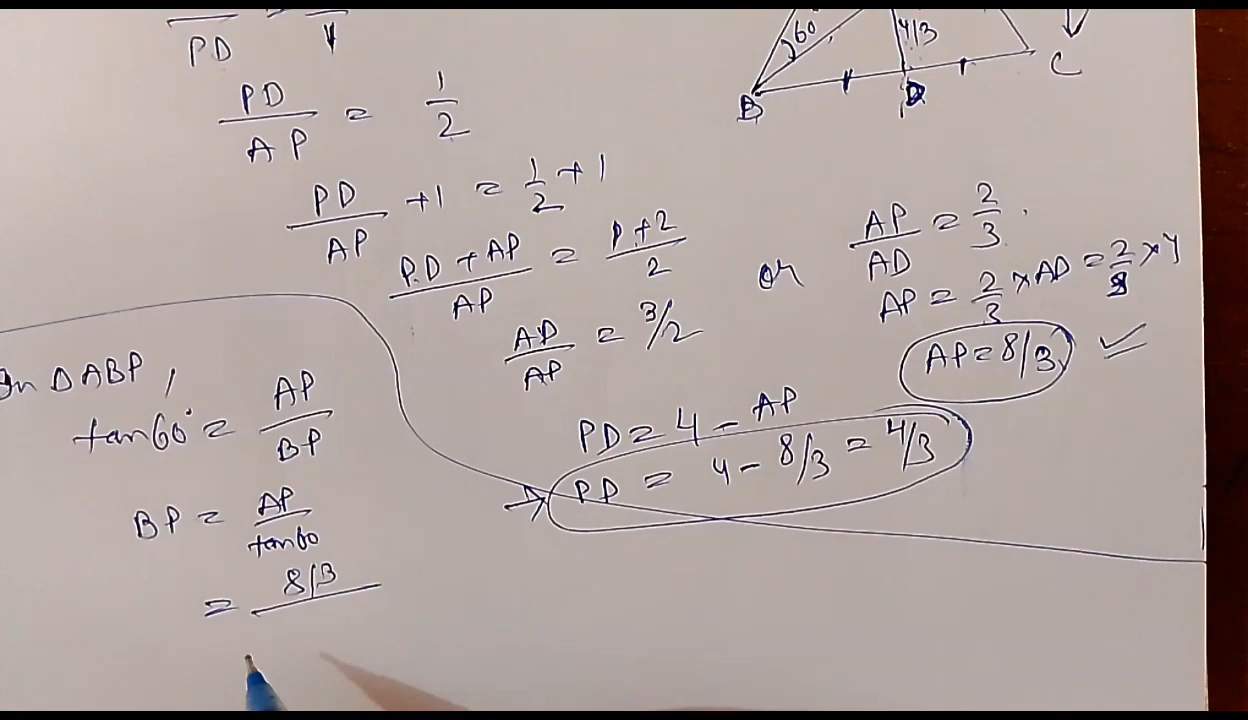 PD
PD/AP = 1/2
PD/AP +1 = 1/2 + 1
PD + AP/AP = 1+2/2
AD/AP = 3/2
or
AP/AD = 2/3
AP = 2/3 × AD = 2/3 × 4
AP = 8/3
PD = 4 - AP
PD = 4 - 8/3 = 4/3
In Δ ABP,
tan60° = AP/BP
BP = AP/tan60
= 8/3
60
4/3
B
D
C